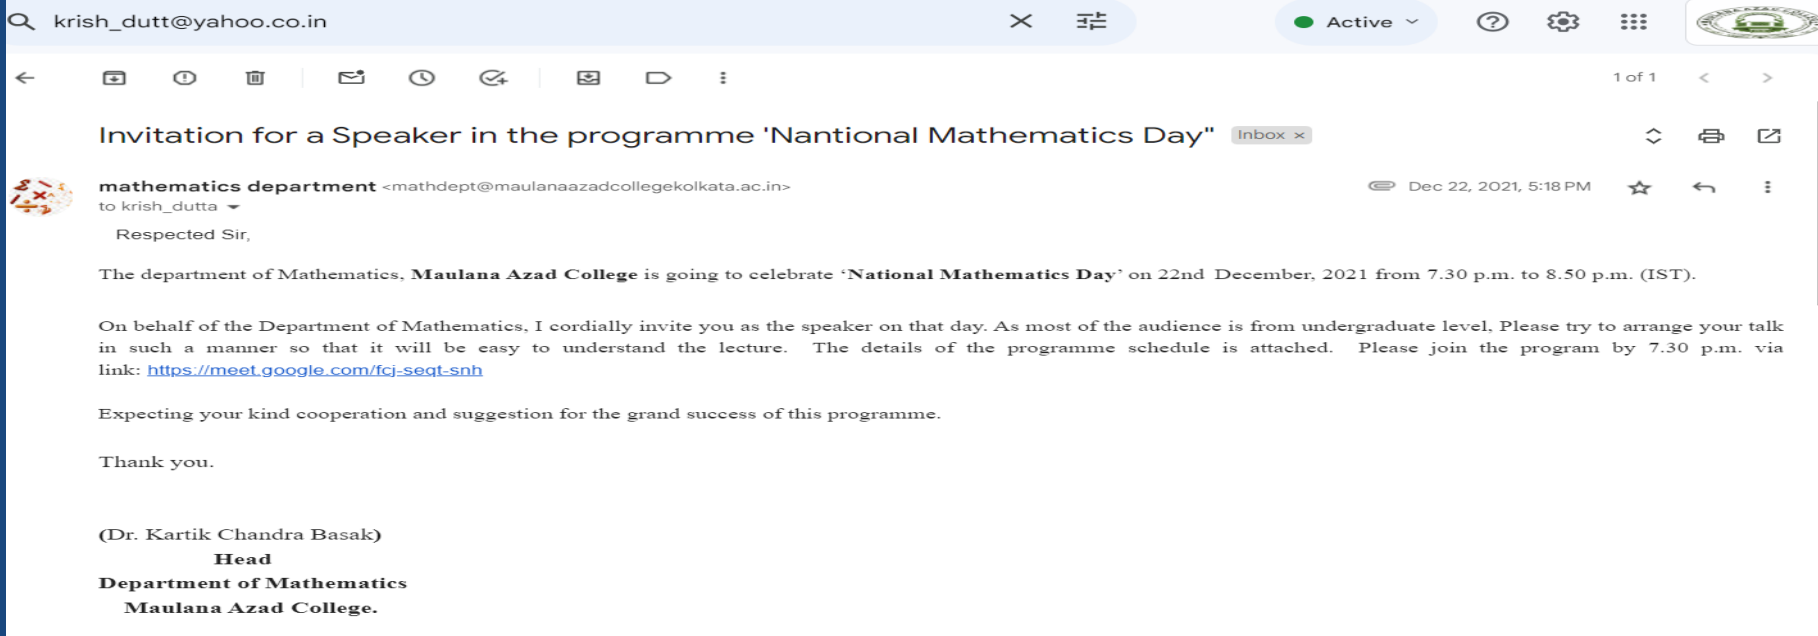 krish_dutt@yahoo.co.in
Active
1 of 1
Invitation for a Speaker in the programme 'Nantional Mathematics Day" Inbox ×
mathematics department <mathdept@maulanaazadcollegekolkata.ac.in>
Dec 22, 2021, 5:18 PM
to krish_dutta
Respected Sir,
The department of Mathematics, Maulana Azad College is going to celebrate ‘National Mathematics Day’ on 22nd December, 2021 from 7.30 p.m. to 8.50 p.m. (IST).
On behalf of the Department of Mathematics, I cordially invite you as the speaker on that day. As most of the audience is from undergraduate level, Please try to arrange your talk
in such a manner so that it will be easy to understand the lecture. The details of the programme schedule is attached. Please join the program by 7.30 p.m. via
link: https://meet.google.com/fcj-seqt-snh
Expecting your kind cooperation and suggestion for the grand success of this programme.
Thank you.
(Dr. Kartik Chandra Basak)
Head
Department of Mathematics
Maulana Azad College.